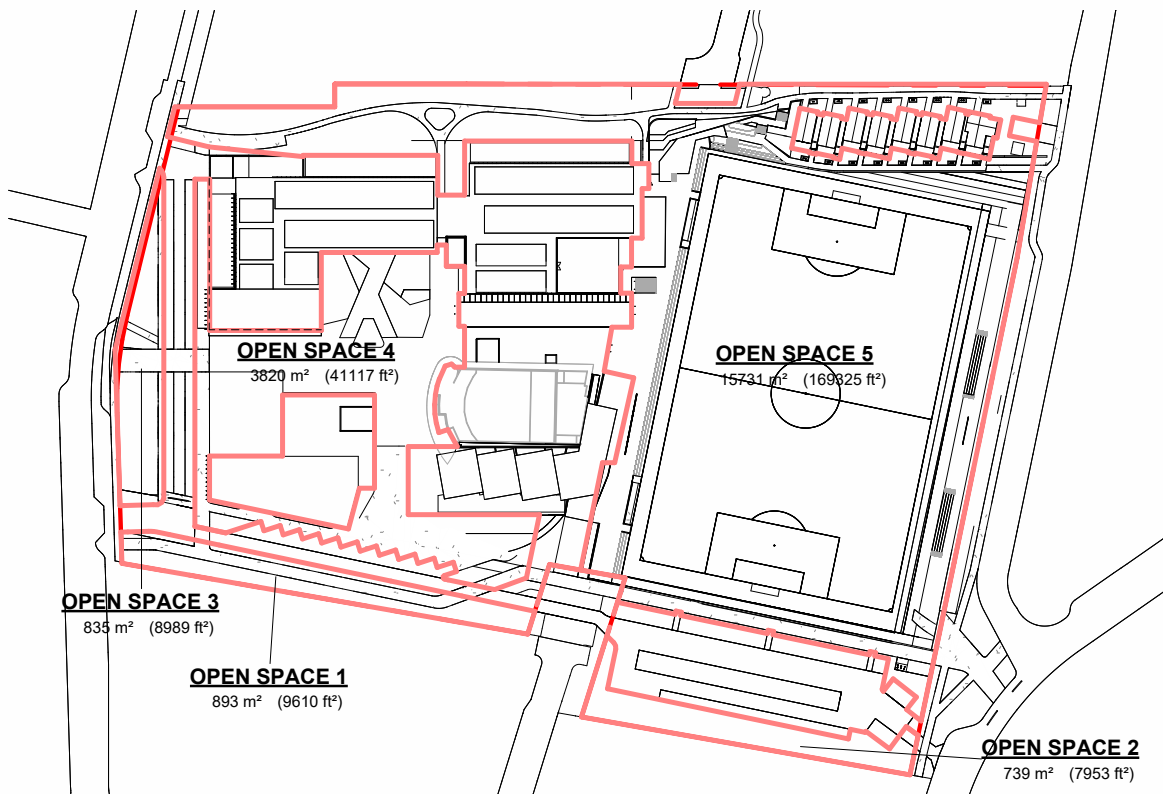 OPEN SPACE 4
3820 m² (41117 ft²)
OPEN SPACE 5
15731 m² (169325 ft²)
OPEN SPACE 3
835 m² (8989 ft²)
OPEN SPACE 1
893 m² (9610 ft²)
OPEN SPACE 2
739 m² (7953 ft²)